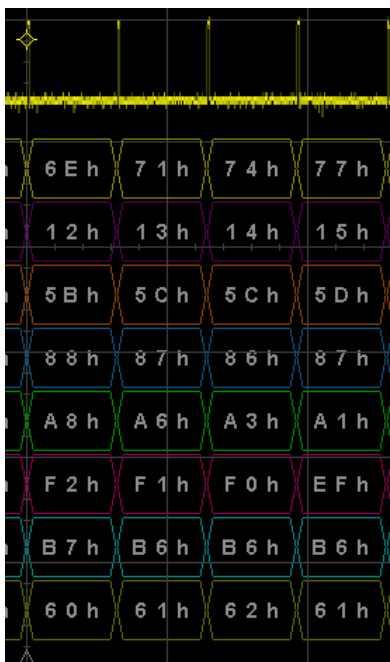 6Eh 71h 74h 77h
12h 13h 14h 15h
5Bh 5Ch 5Ch 5Dh
88h 87h 86h 87h
A8h A6h A3h A1h
F2h F1h F0h EFh
B7h B6h B6h B6h
60h 61h 62h 61h